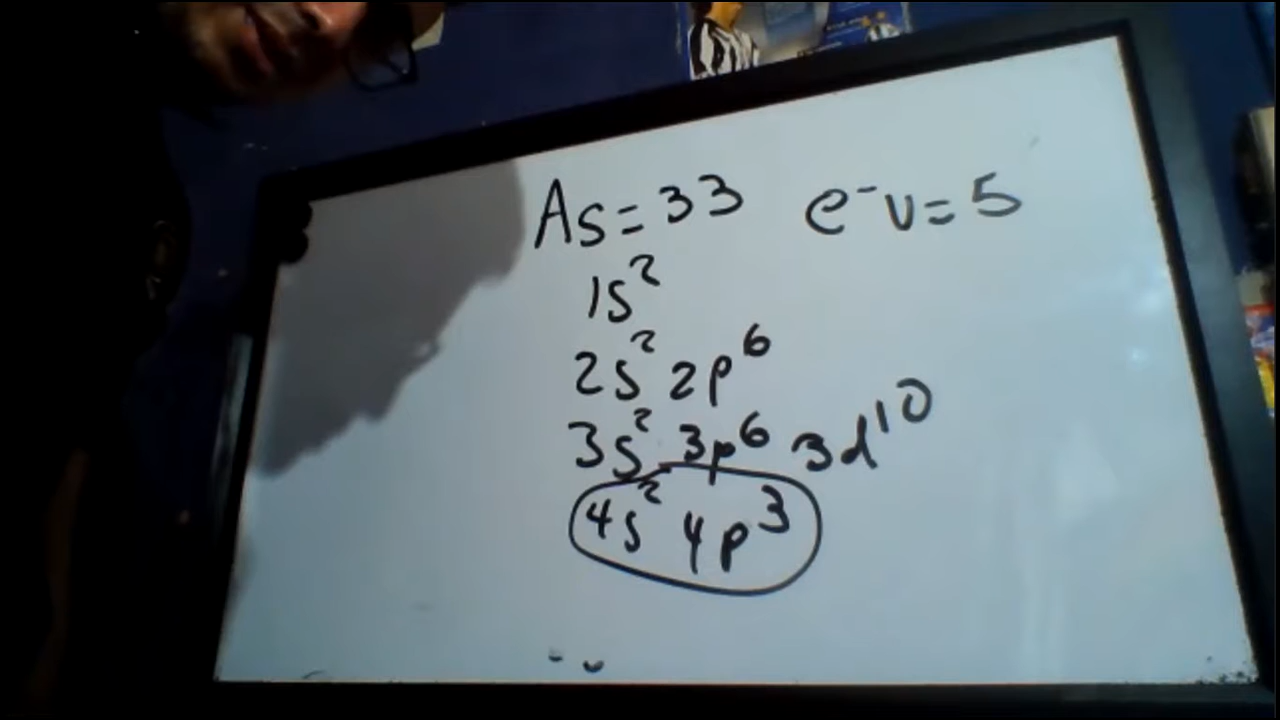 As=33 e⁻v=5
1s²
2s² 2p⁶
3s² 3p⁶ 3d¹⁰
4s² 4p³